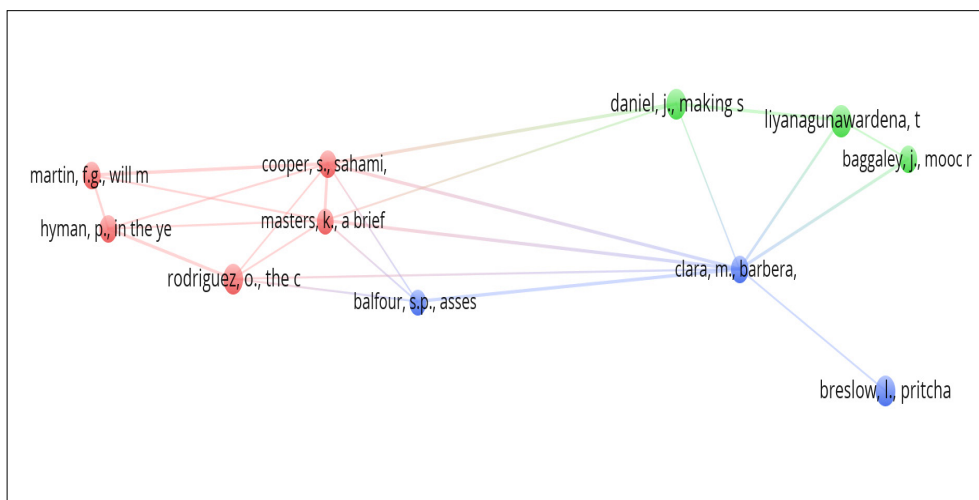 daniel, j., making s
liyanagunawardena, t
baggaley, j., mooc r
cooper, s., sahami,
martin, f.g., will m
masters, k., a brief
hyman, p., in the ye
rodriguez, o., the c
clara, m., barbera,
balfour, s.p., asses
breslow, l., pritcha